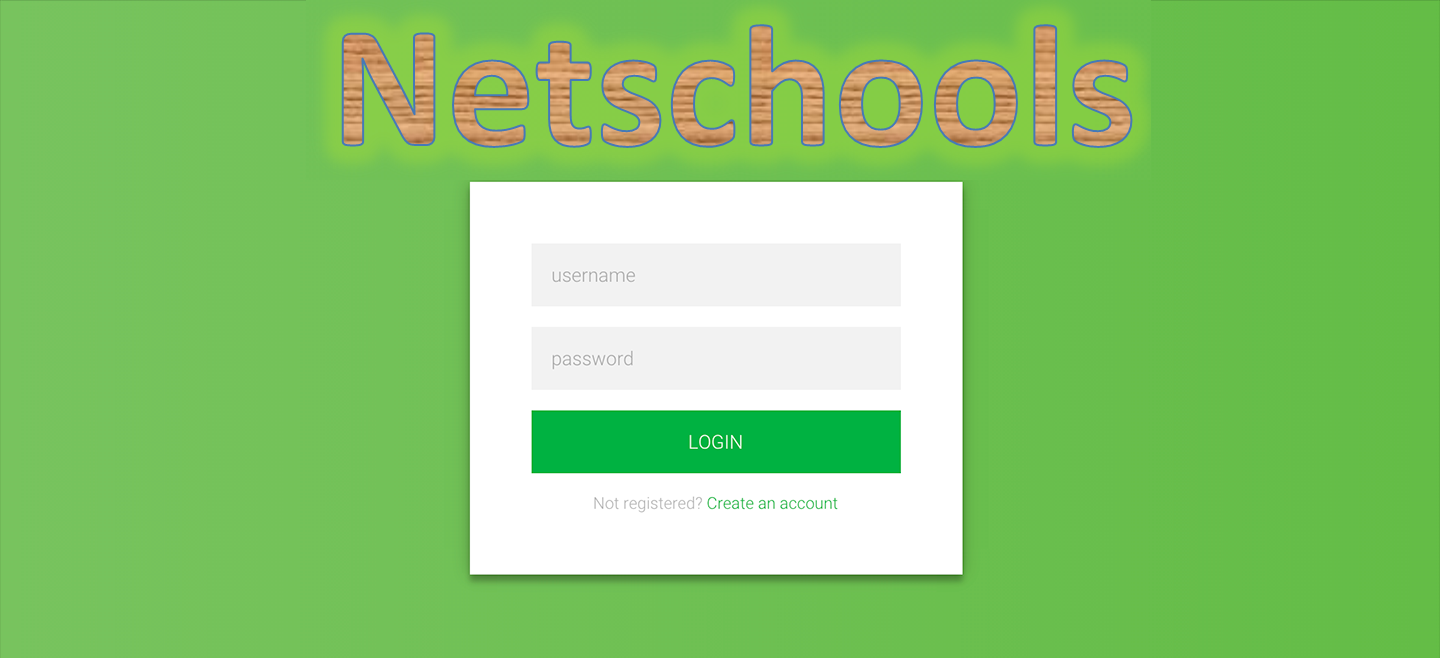 Netschools
username
password
LOGIN
Not registered? Create an account